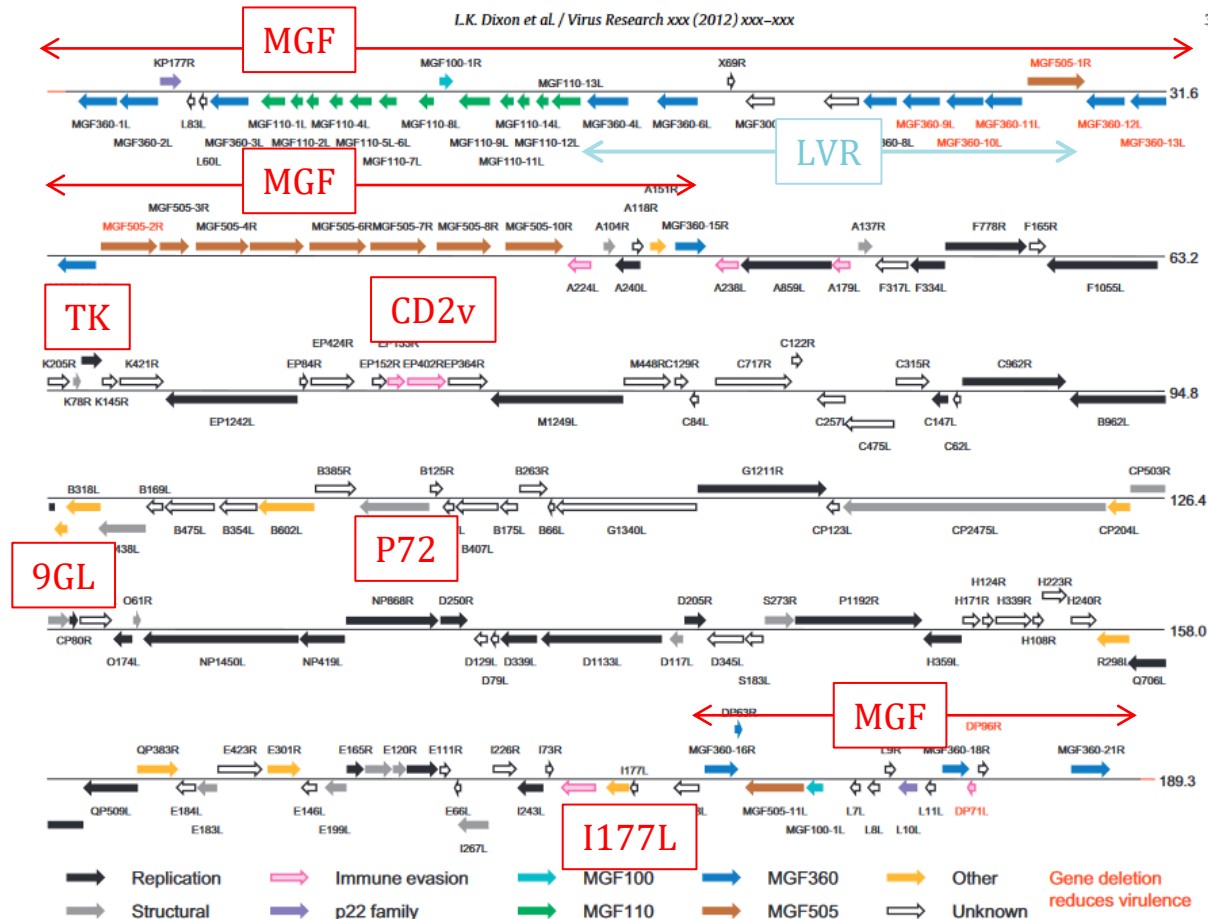 L.K. Dixon et al. / Virus Research xxx (2012) xxx–xxx
3
MGF
KP177R MGF100-1R MGF110-13L X69R MGF505-1R
31.6
MGF360-1L L83L MGF110-1L MGF110-4L MGF110-8L MGF110-14L MGF360-4L MGF360-6L MGF300 MGF360-9L MGF360-11L MGF360-12L
MGF360-2L MGF360-3L MGF110-2L MGF110-5L-6L MGF110-9L MGF110-12L LVR 360-8L MGF360-10L MGF360-13L
L60L MGF110-7L MGF110-11L
MGF
A151R
MGF505-3R A118R
MGF505-2R MGF505-4R MGF505-6R MGF505-7R MGF505-8R MGF505-10R A104R MGF360-15R A137R F778R F165R
63.2
A224L A240L A238L A859L A179L F317L F334L F1055L
TK CD2v
EP424R EP153R C122R
K205R K421R EP84R EP152R EP402R EP364R M448R C129R C717R C315R C962R
94.8
K78R K145R EP1242L M1249L C84L C257L C147L B962L
C475L C62L
B385R B125R B263R G1211R CP503R
B318L B169L
126.4
438L B475L B354L B602L P72 B407L B175L B66L G1340L CP123L CP2475L CP204L
9GL
H124R H223R
O61R NP868R D250R D205R S273R P1192R H171R H339R H240R
158.0
CP80R O174L NP1450L NP419L D129L D339L D1133L D117L D345L H359L H108R R298L
D79L S183L Q706L
MGF
DP63R DP96R
QP383R E423R E301R E165R E120R E111R I226R I73R I177L MGF360-16R L9R MGF360-18R MGF360-21R
189.3
QP509L E184L E146L E66L I243L MGF505-11L L7L L11L DP71L
E183L E199L I267L I177L MGF100-1L L8L L10L
Replication Immune evasion MGF100 MGF360 Other Gene deletion
Structural p22 family MGF110 MGF505 Unknown reduces virulence